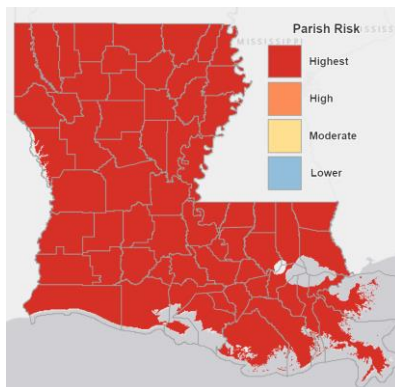 MISSISSIPPI
Parish Risk
Highest
High
Moderate
Lower